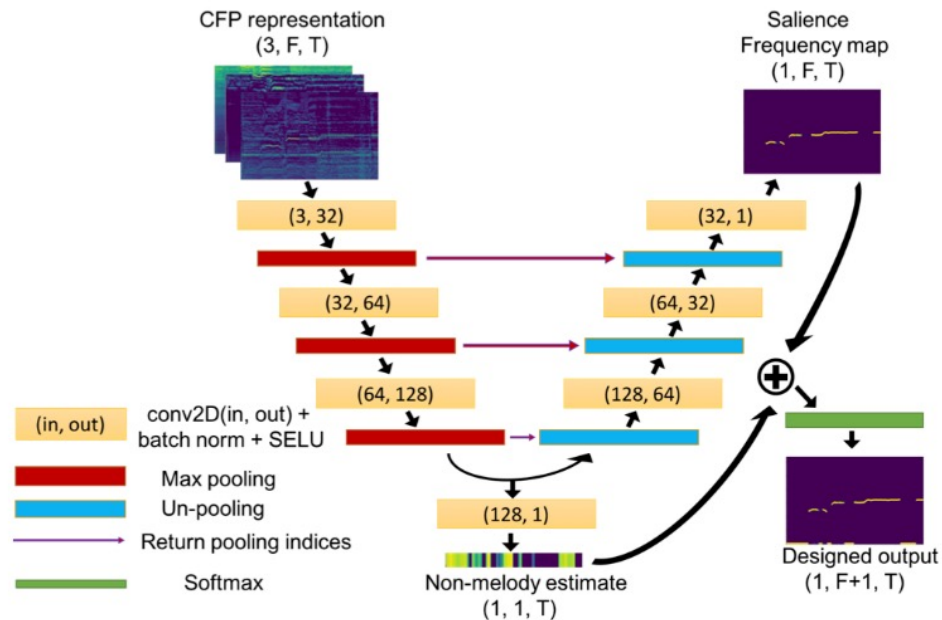 CFP representation
(3, F, T)
Salience
Frequency map
(1, F, T)
(3, 32)
(32, 1)
(32, 64)
(64, 32)
(64, 128)
(128, 64)
(in, out)
conv2D(in, out) +
batch norm + SELU
Max pooling
Un-pooling
Return pooling indices
Softmax
(128, 1)
Non-melody estimate
(1, 1, T)
Designed output
(1, F+1, T)